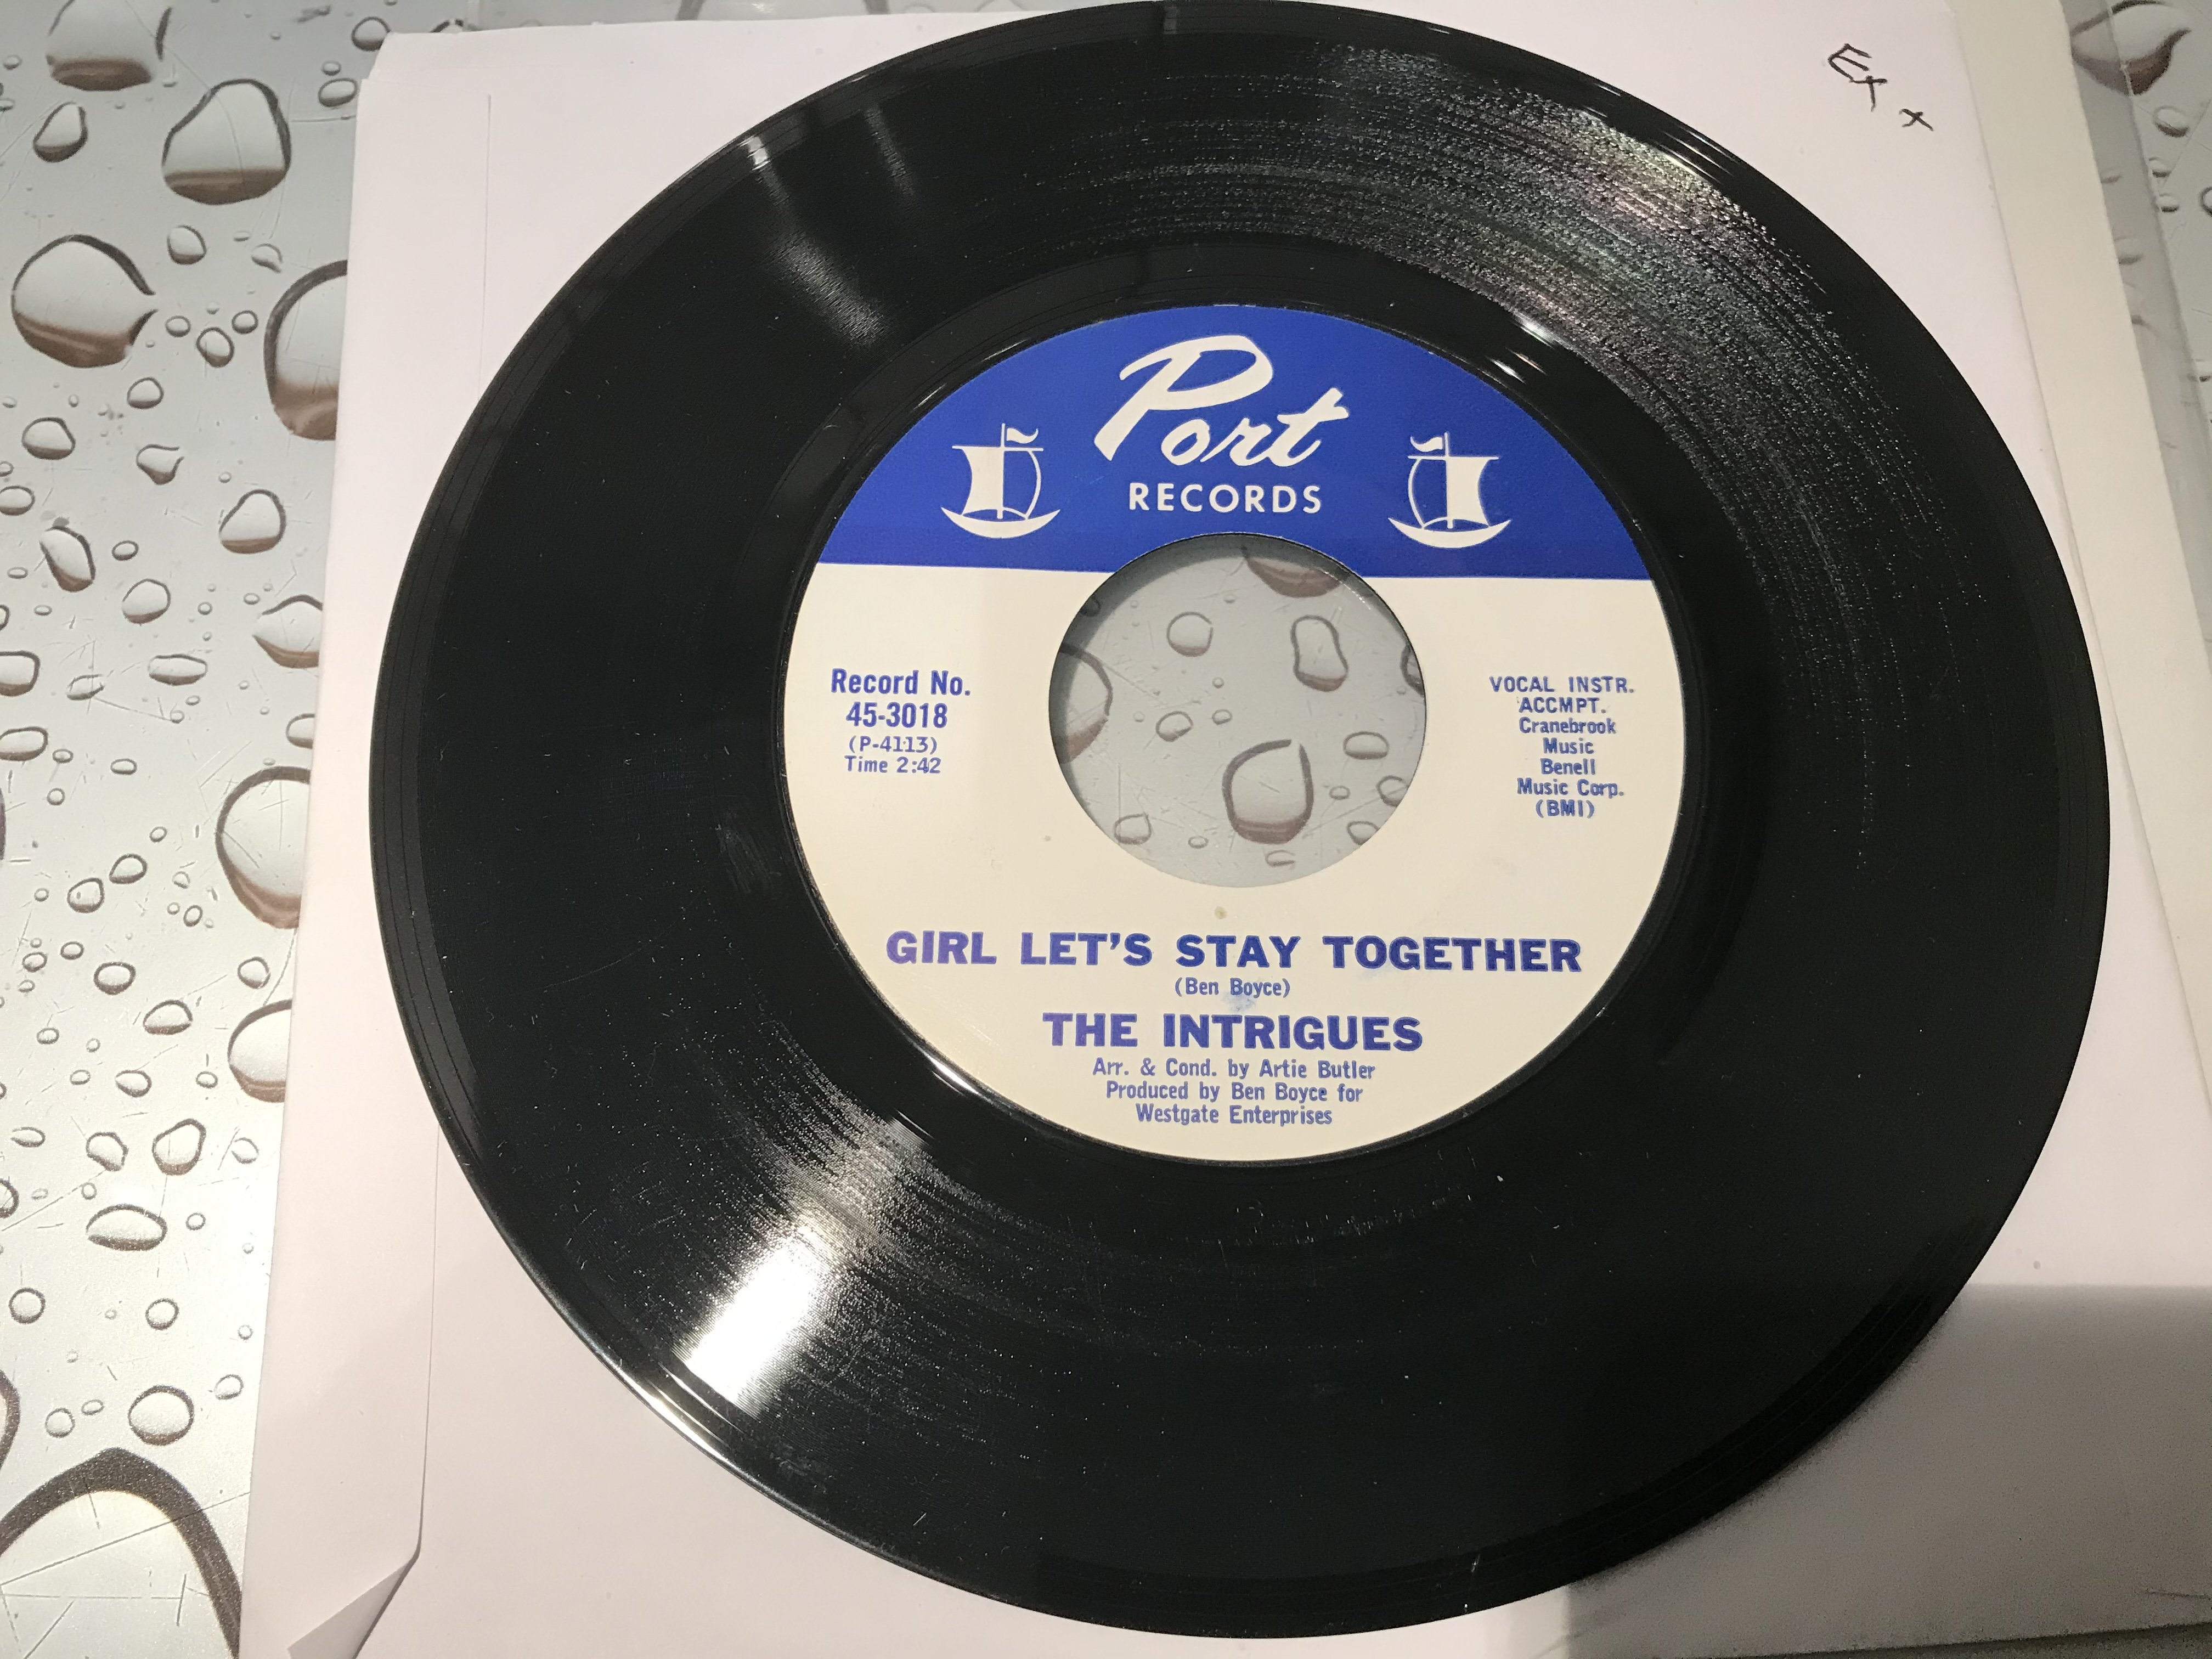 Ex +
Port
RECORDS
Record No.
45-3018
(P-4113)
Time 2:42
VOCAL INSTR.
ACCMPT.
Cranebrook
Music
Benell
Music Corp.
(BMI)
GIRL LET'S STAY TOGETHER
(Ben Boyce)
THE INTRIGUES
Arr. & Cond. by Artie Butler
Produced by Ben Boyce for
Westgate Enterprises